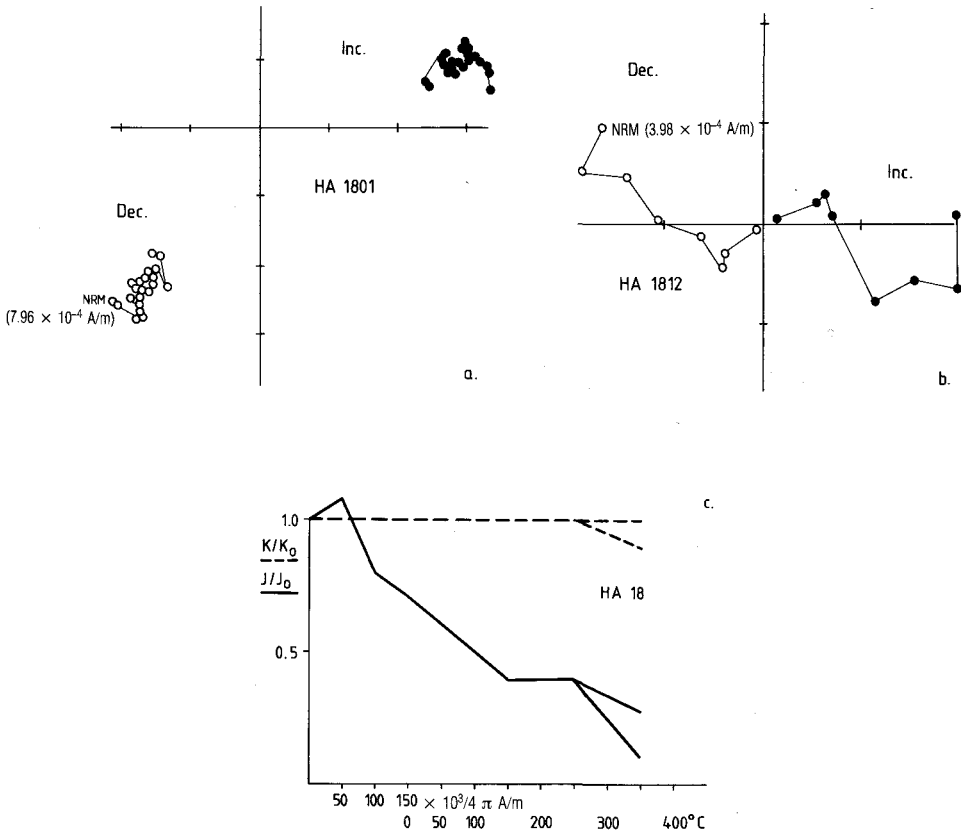 Inc.
HA 1801
Dec.
NRM
(7.96 × 10⁻⁴ A/m)
a.
Dec.
NRM (3.98 × 10⁻⁴ A/m)
Inc.
HA 1812
b.
c.
1.0
K/K₀
J/J₀
HA 18
0.5
50 100 150 × 10³/4 π A/m
0 50 100 200 300 400°C